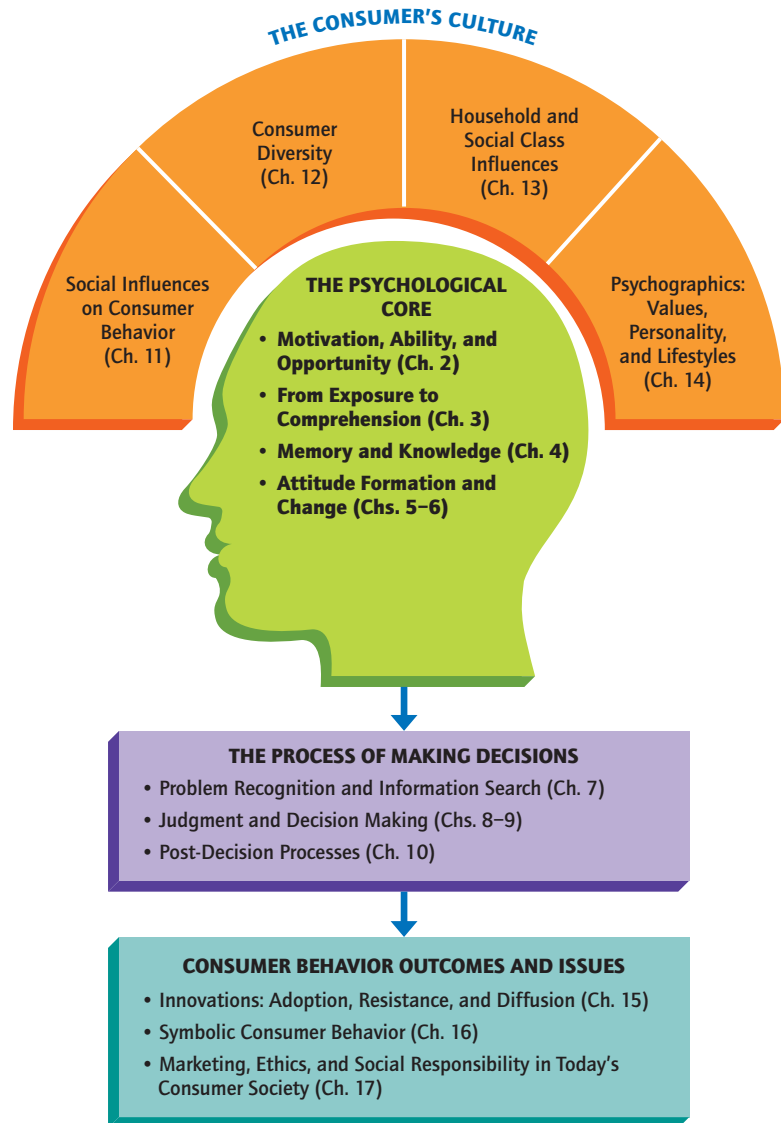 THE CONSUMER'S CULTURE
Social Influences
on Consumer
Behavior
(Ch. 11)
Consumer
Diversity
(Ch. 12)
Household and
Social Class
Influences
(Ch. 13)
Psychographics:
Values,
Personality,
and Lifestyles
(Ch. 14)
THE PSYCHOLOGICAL
CORE
• Motivation, Ability, and
Opportunity (Ch. 2)
• From Exposure to
Comprehension (Ch. 3)
• Memory and Knowledge (Ch. 4)
• Attitude Formation and
Change (Chs. 5–6)
THE PROCESS OF MAKING DECISIONS
• Problem Recognition and Information Search (Ch. 7)
• Judgment and Decision Making (Chs. 8–9)
• Post-Decision Processes (Ch. 10)
CONSUMER BEHAVIOR OUTCOMES AND ISSUES
• Innovations: Adoption, Resistance, and Diffusion (Ch. 15)
• Symbolic Consumer Behavior (Ch. 16)
• Marketing, Ethics, and Social Responsibility in Today's
Consumer Society (Ch. 17)